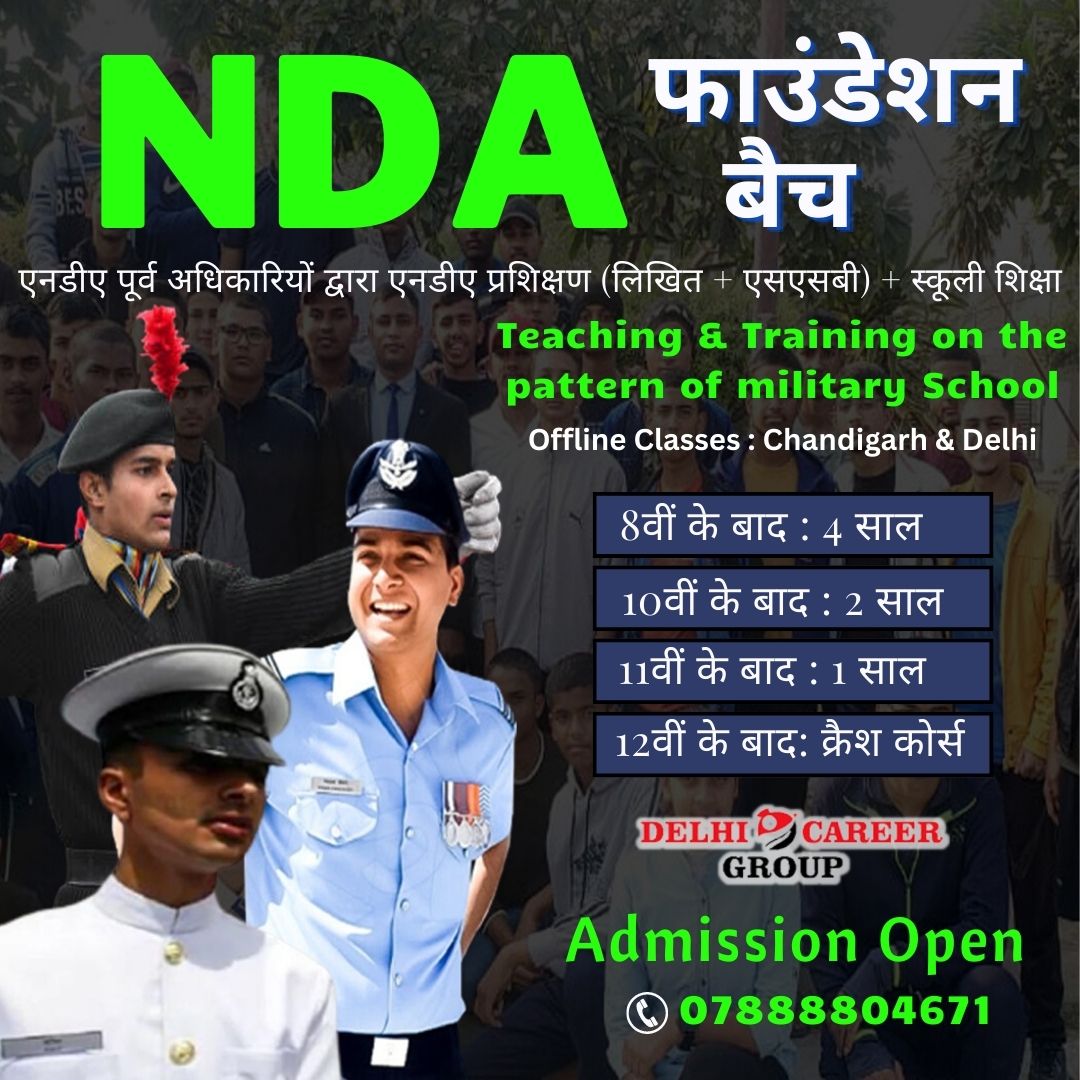 NDA
फाउंडेशन
बैच
एनडीए पूर्व अधिकारियों द्वारा एनडीए प्रशिक्षण (लिखित + एसएसबी) + स्कूली शिक्षा
Teaching & Training on the
pattern of military School
Offline Classes : Chandigarh & Delhi
8वीं के बाद : 4 साल
10वीं के बाद : 2 साल
11वीं के बाद : 1 साल
12वीं के बाद: क्रैश कोर्स
DELHI CAREER
GROUP
Admission Open
07888804671
BES